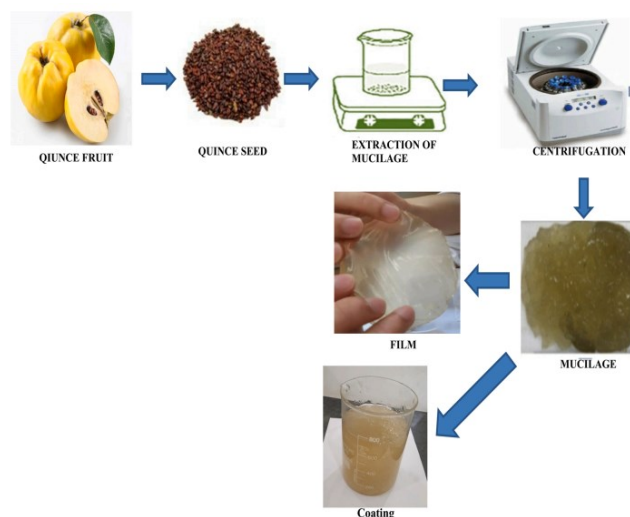 QIUNCE FRUIT
QUINCE SEED
EXTRACTION OF
MUCILAGE
CENTRIFUGATION
FILM
MUCILAGE
Coating